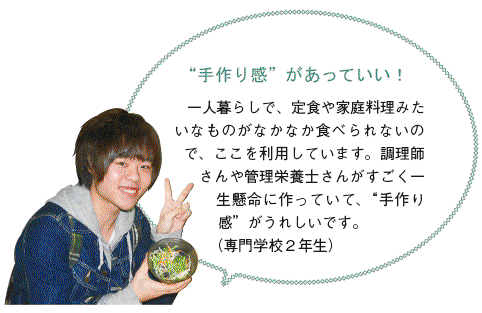 “手作り感”があっていい！
一人暮らしで、定食や家庭料理みた
いなものがなかなか食べられないの
で、ここを利用しています。調理師
さんや管理栄養士さんがすごく一
生懸命に作っていて、“手作り
感”がうれしいです。
（専門学校２年生）